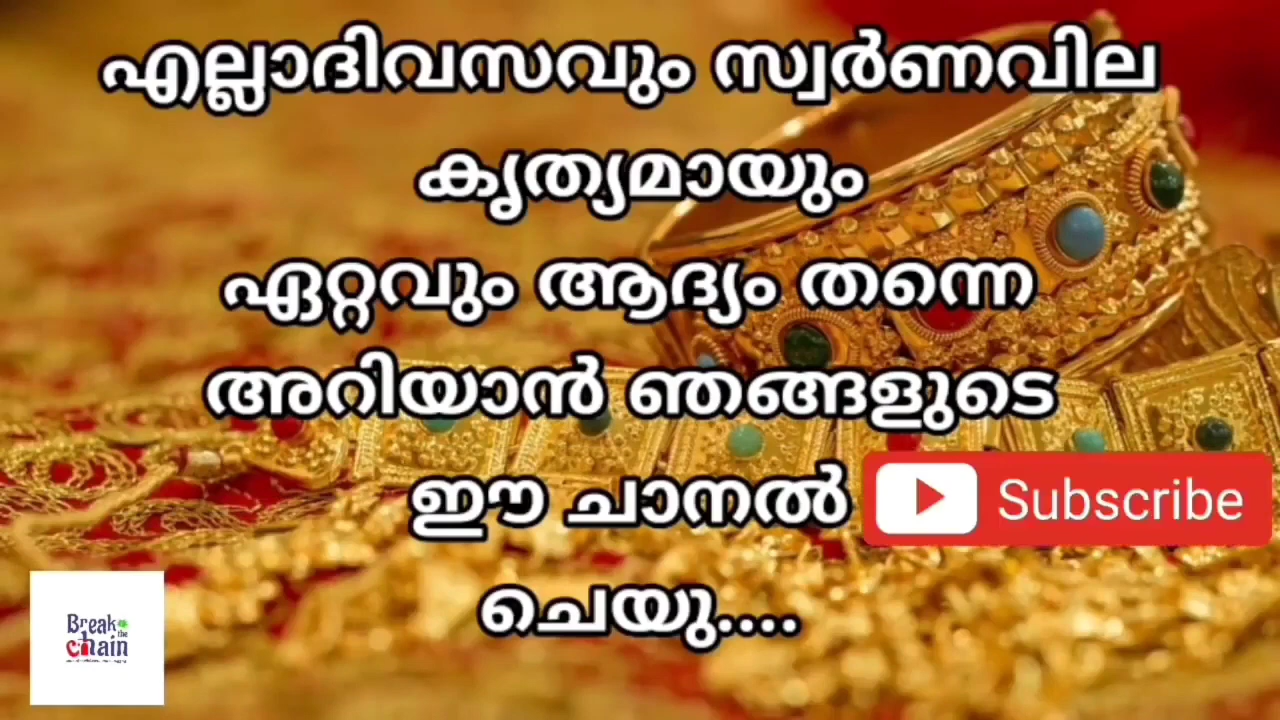 എല്ലാദിവസവും സ്വർണവില
കൃത്യമായും
ഏറ്റവും ആദ്യം തന്നെ
അറിയാൻ ഞങ്ങളുടെ
ഈ ചാനൽ Subscribe
ചെയു....
Break
the
chain